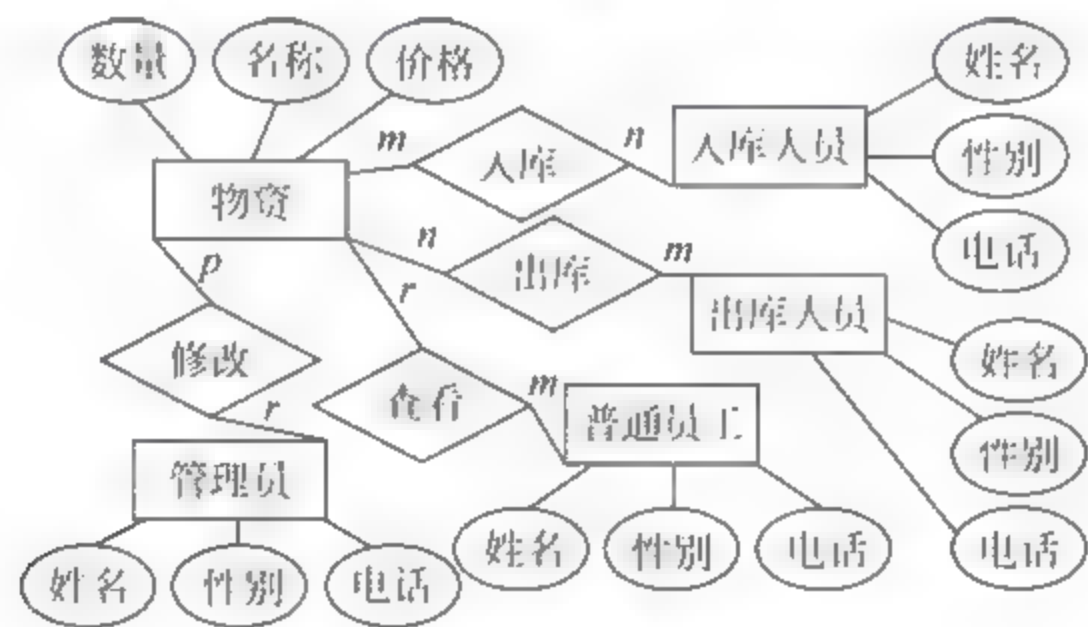 数量 名称 价格 姓名
m n
入库 入库人员 性别
物资
n m 电话
p r 出库 出库人员
姓名
修改 m
查看 普通员工
r 性别
管理员
姓名 性别 电话 电话
姓名 性别 电话